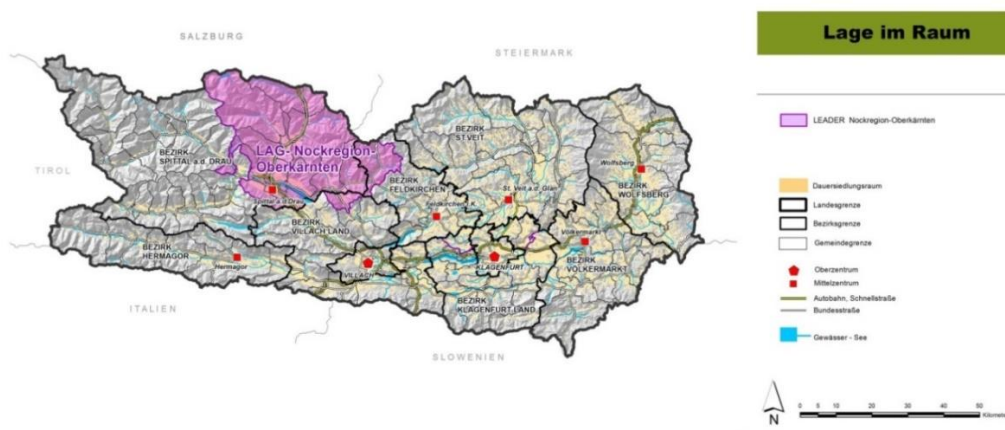 SALZBURG
STEIERMARK
TIROL
ITALIEN
SLOWENIEN
BEZIRK
SPITTAL a.d. DRAU
LAG- Nockregion-
Oberkärnten
Spittal a.d Drau
BEZIRK
VILLACH LAND
BEZIRK
HERMAGOR
Hermagor
VILLACH
BEZIRK
FELDKIRCHEN
Feldkirchen i.K.
BEZIRK
ST.VEIT
St. Veit a.d. Glan
KLAGENFURT
BEZIRK
KLAGENFURT LAND
Völkermarkt
BEZIRK
VÖLKERMARKT
Wolfsberg
BEZIRK
WOLFSBERG
Lage im Raum
LEADER Nockregion-Oberkärnten
Dauersiedlungsraum
Landesgrenze
Bezirksgrenze
Gemeindegrenze
Oberzentrum
Mittelzentrum
Autobahn, Schnellstraße
Bundesstraße
Gewässer - See
N
0 5 10 20 30 40 50